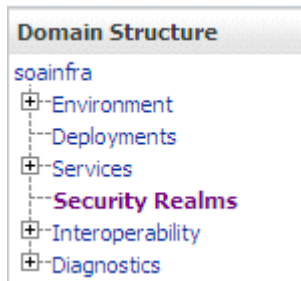 Domain Structure
soainfra
Environment
Deployments
Services
Security Realms
Interoperability
Diagnostics